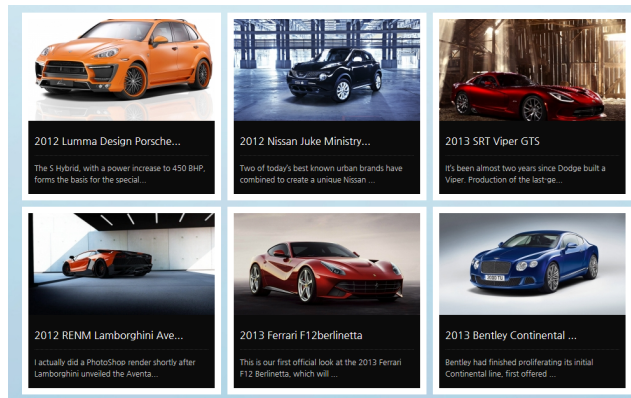 2012 Lumma Design Porsche...
The S Hybrid, with a power increase to 450 BHP,
forms the basis for the special...
2012 Nissan Juke Ministry...
Two of today's best known urban brands have
combined to create a unique Nissan ...
2013 SRT Viper GTS
It's been almost two years since Dodge built a
Viper. Production of the last-ge...
2012 RENM Lamborghini Ave...
I actually did a PhotoShop render shortly after
Lamborghini unveiled the Aventa...
2013 Ferrari F12berlinetta
This is our first official look at the 2013 Ferrari
F12 Berlinetta, which will ...
2013 Bentley Continental ...
Bentley had finished proliferating its initial
Continental line, first offered ...